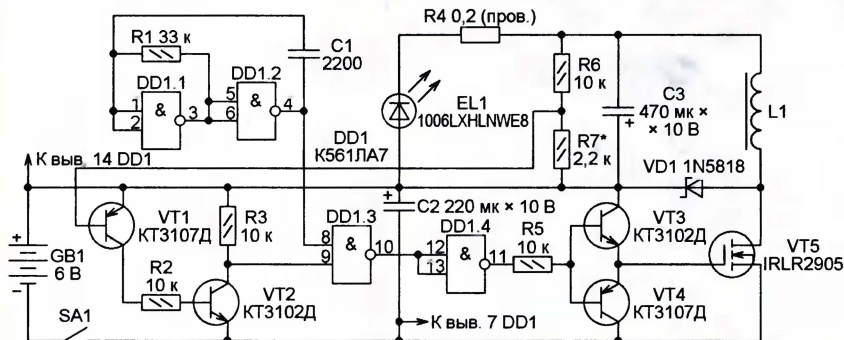 R4 0,2 (пров.)
R1 33 к
C1
2200
DD1.1
DD1.2
R6
10 к
C3
470 мк ×
× 10 В
L1
&
1
2
3
&
5
6
4
EL1
1006LXHLNWE8
DD1
К561ЛА7
R7*
2,2 к
К выв. 14 DD1
VD1 1N5818
VT1
КТ3107Д
R3
10 к
+
C2 220 мк × 10 В
DD1.3
DD1.4
R5
10 к
VT3
КТ3102Д
+
GB1
6 В
−
R2
10 к
VT2
КТ3102Д
8
9
&
10
12
13
&
11
VT5
IRLR2905
VT4
КТ3107Д
SA1
К выв. 7 DD1